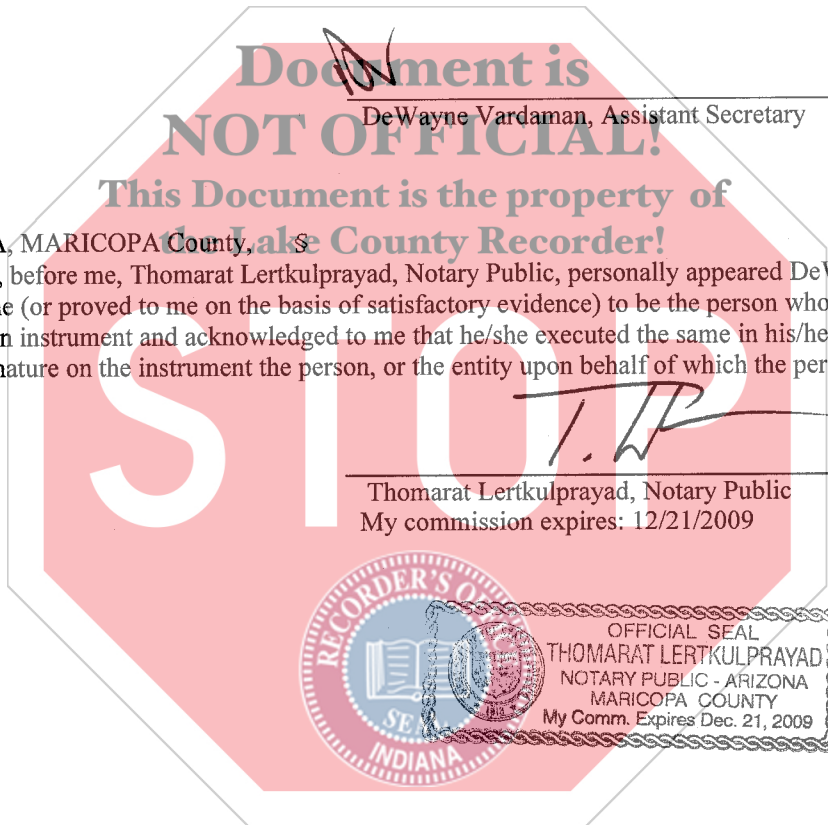 Document is
DeWayne Vardaman, Assistant Secretary
NOT OFFICIAL!
This Document is the property of
the Lake County Recorder!
A, MARICOPA County, §
, before me, Thomarat Lertkulprayad, Notary Public, personally appeared DeW
e (or proved to me on the basis of satisfactory evidence) to be the person who
n instrument and acknowledged to me that he/she executed the same in his/he
nature on the instrument the person, or the entity upon behalf of which the per
STOP
Thomarat Lertkulprayad, Notary Public
My commission expires: 12/21/2009
RECORDER'S OFFICE
SEAL
INDIANA
OFFICIAL SEAL
THOMARAT LERTKULPRAYAD
NOTARY PUBLIC - ARIZONA
MARICOPA COUNTY
My Comm. Expires Dec. 21, 2009